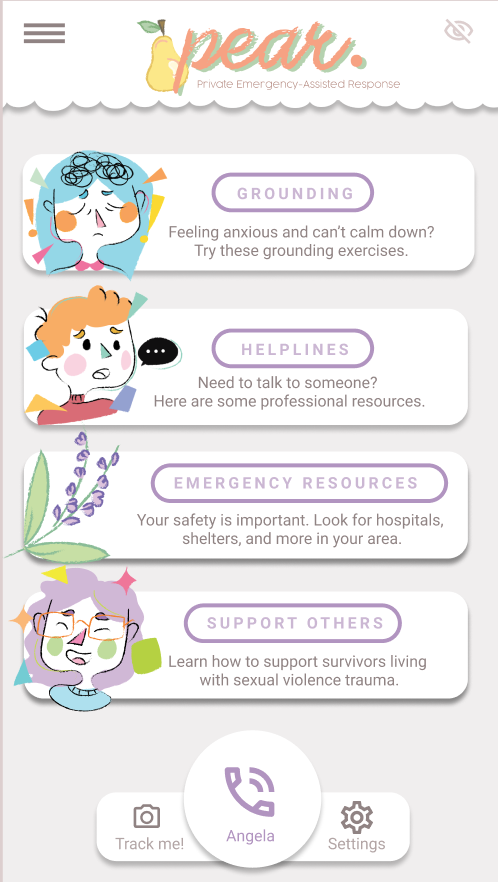 pear.
Private Emergency-Assisted Response
GROUNDING
Feeling anxious and can't calm down?
Try these grounding exercises.
HELPLINES
Need to talk to someone?
Here are some professional resources.
EMERGENCY RESOURCES
Your safety is important. Look for hospitals,
shelters, and more in your area.
SUPPORT OTHERS
Learn how to support survivors living
with sexual violence trauma.
Track me!
Angela
Settings